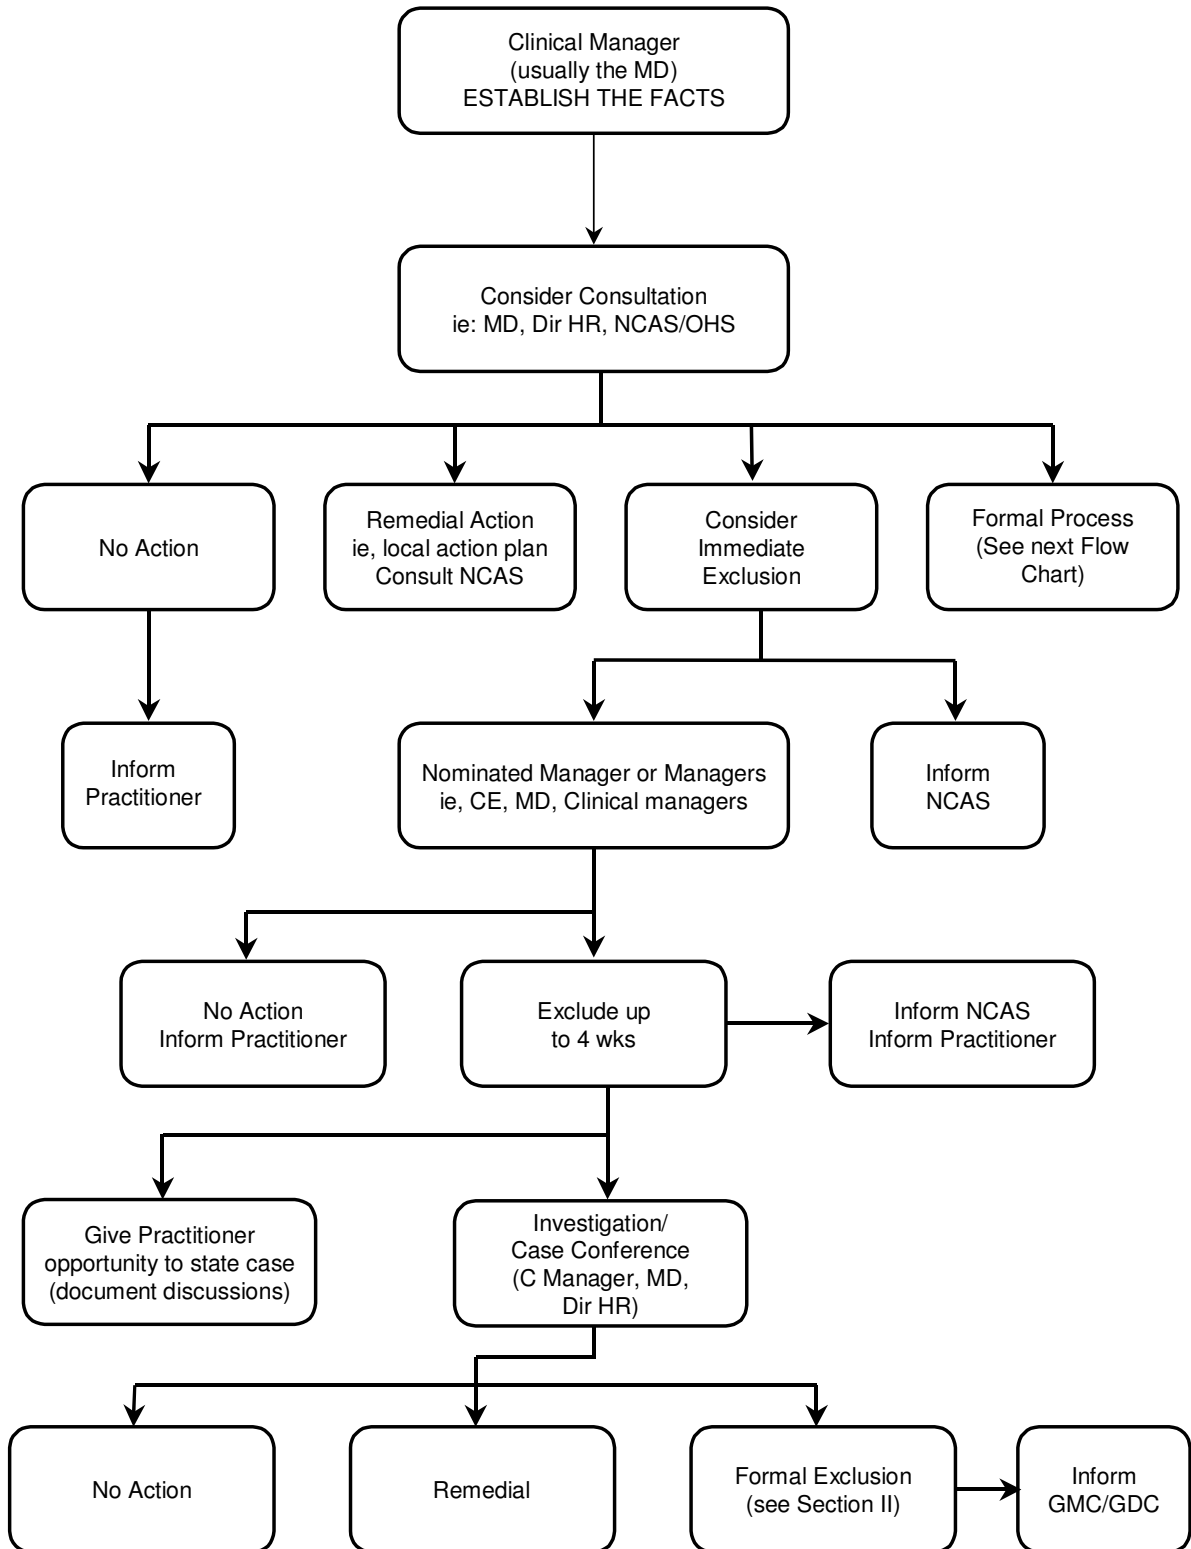 Clinical Manager
(usually the MD)
ESTABLISH THE FACTS
Consider Consultation
ie: MD, Dir HR, NCAS/OHS
No Action
Remedial Action
ie, local action plan
Consult NCAS
Consider
Immediate
Exclusion
Formal Process
(See next Flow
Chart)
Inform
Practitioner
Nominated Manager or Managers
ie, CE, MD, Clinical managers
Inform
NCAS
No Action
Inform Practitioner
Exclude up
to 4 wks
Inform NCAS
Inform Practitioner
Give Practitioner
opportunity to state case
(document discussions)
Investigation/
Case Conference
(C Manager, MD,
Dir HR)
No Action
Remedial
Formal Exclusion
(see Section II)
Inform
GMC/GDC